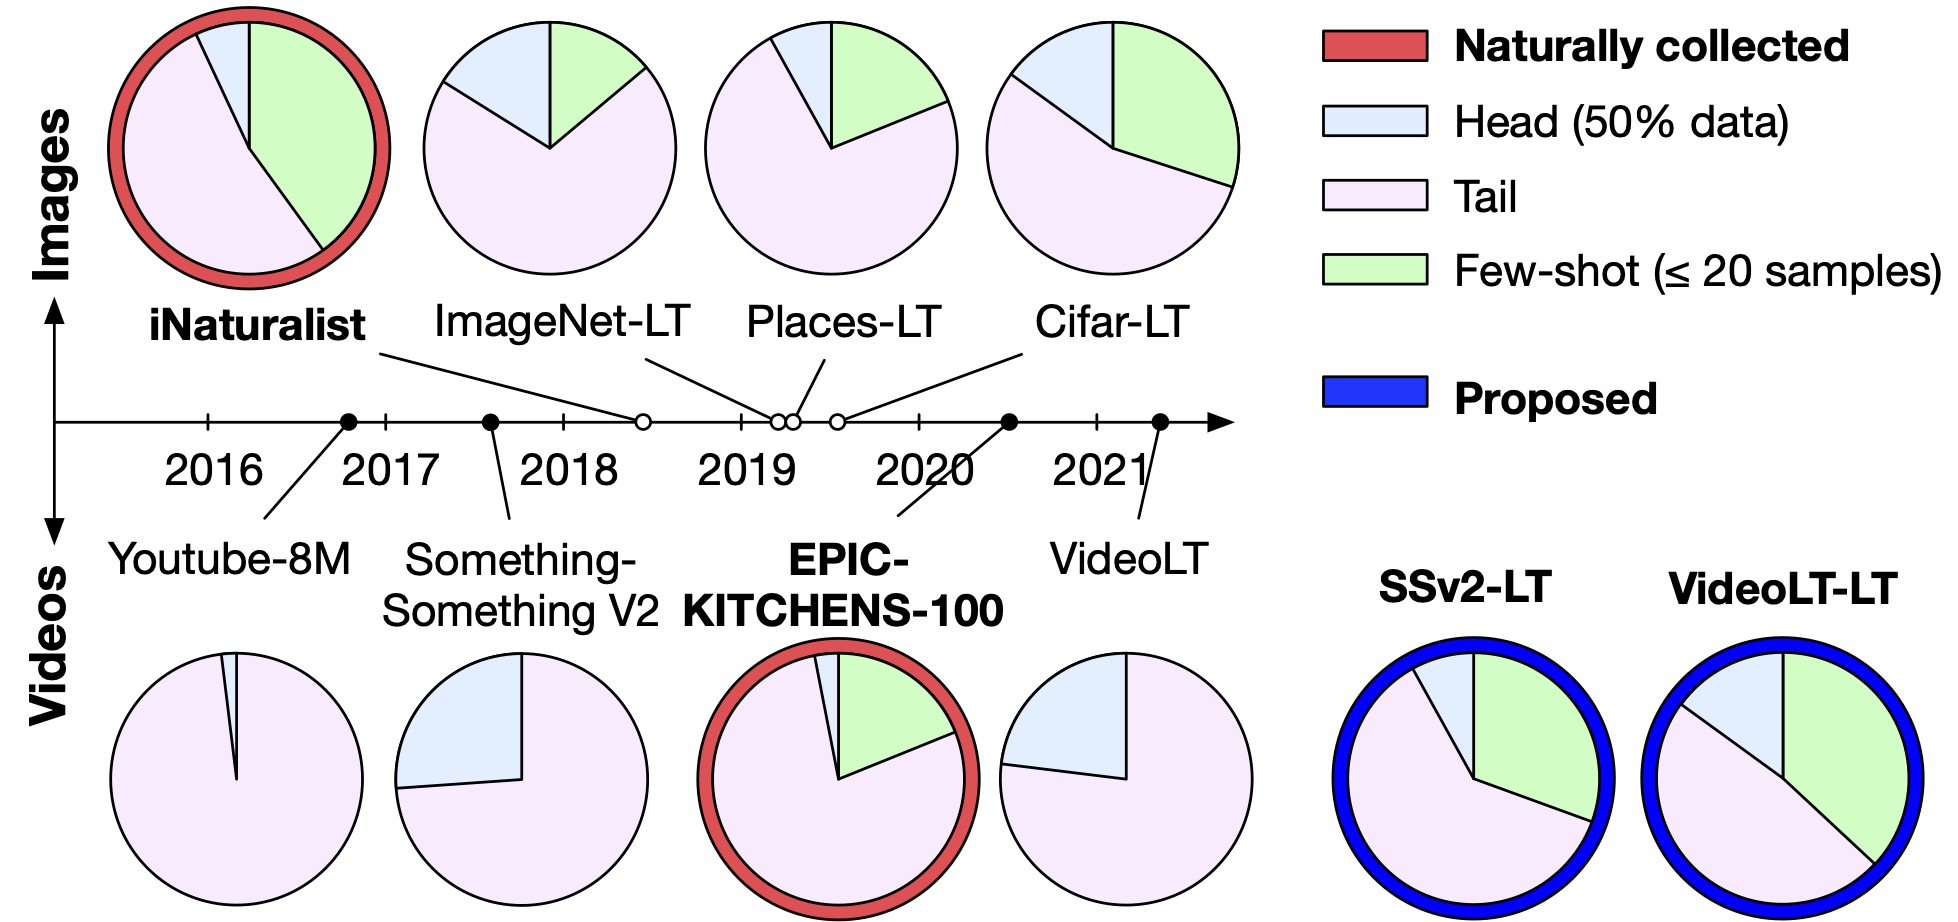 Images
iNaturalist
ImageNet-LT
Places-LT
Cifar-LT
Naturally collected
Head (50% data)
Tail
Few-shot (≤ 20 samples)
Proposed
2016
2017
2018
2019
2020
2021
Videos
Youtube-8M
Something-
Something V2
EPIC-
KITCHENS-100
VideoLT
SSv2-LT
VideoLT-LT